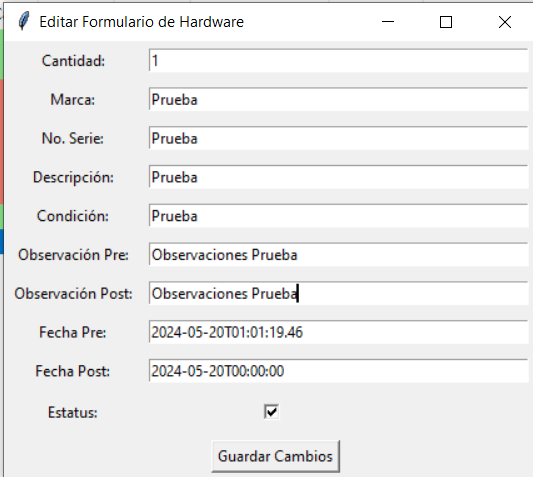 Editar Formulario de Hardware
Cantidad: 1
Marca: Prueba
No. Serie: Prueba
Descripción: Prueba
Condición: Prueba
Observación Pre: Observaciones Prueba
Observación Post: Observaciones Prueba
Fecha Pre: 2024-05-20T01:01:19.46
Fecha Post: 2024-05-20T00:00:00
Estatus:
Guardar Cambios